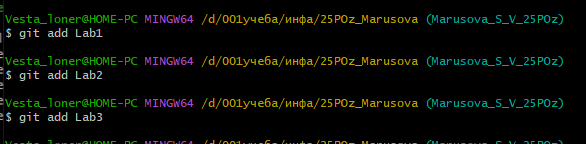 Vesta_loner@HOME-PC MINGW64 /d/001учеба/инфа/25POz_Marusova (Marusova_S_V_25POz)
$ git add Lab1
Vesta_loner@HOME-PC MINGW64 /d/001учеба/инфа/25POz_Marusova (Marusova_S_V_25POz)
$ git add Lab2
Vesta_loner@HOME-PC MINGW64 /d/001учеба/инфа/25POz_Marusova (Marusova_S_V_25POz)
$ git add Lab3